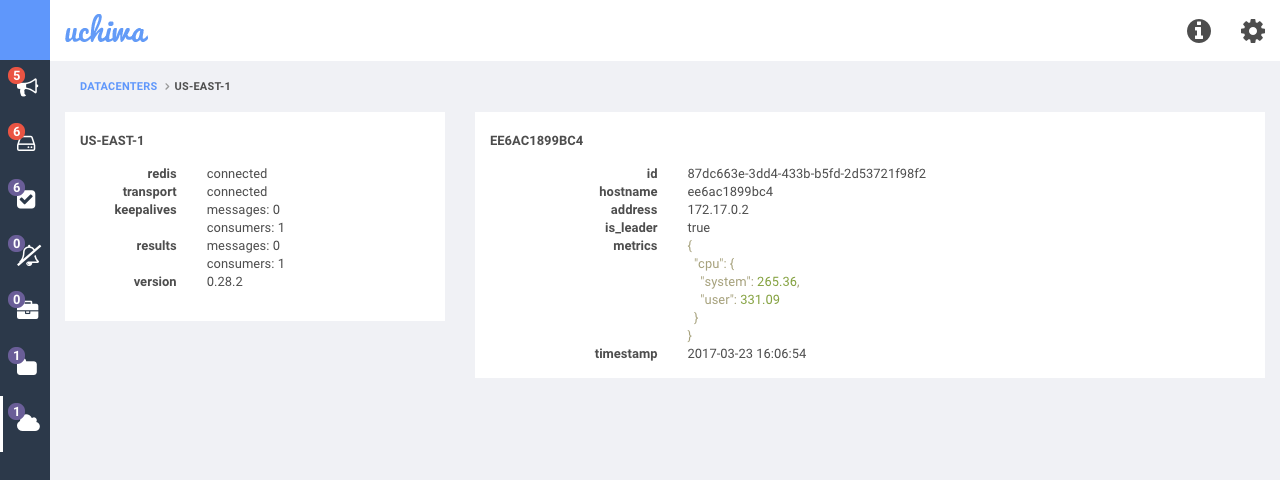 uchiwa
5
6
6
0
0
1
1
DATACENTERS > US-EAST-1
US-EAST-1
redis connected
transport connected
keepalives messages: 0
consumers: 1
results messages: 0
consumers: 1
version 0.28.2
EE6AC1899BC4
id 87dc663e-3dd4-433b-b5fd-2d53721f98f2
hostname ee6ac1899bc4
address 172.17.0.2
is_leader true
metrics {
"cpu": {
"system": 265.36,
"user": 331.09
}
}
timestamp 2017-03-23 16:06:54